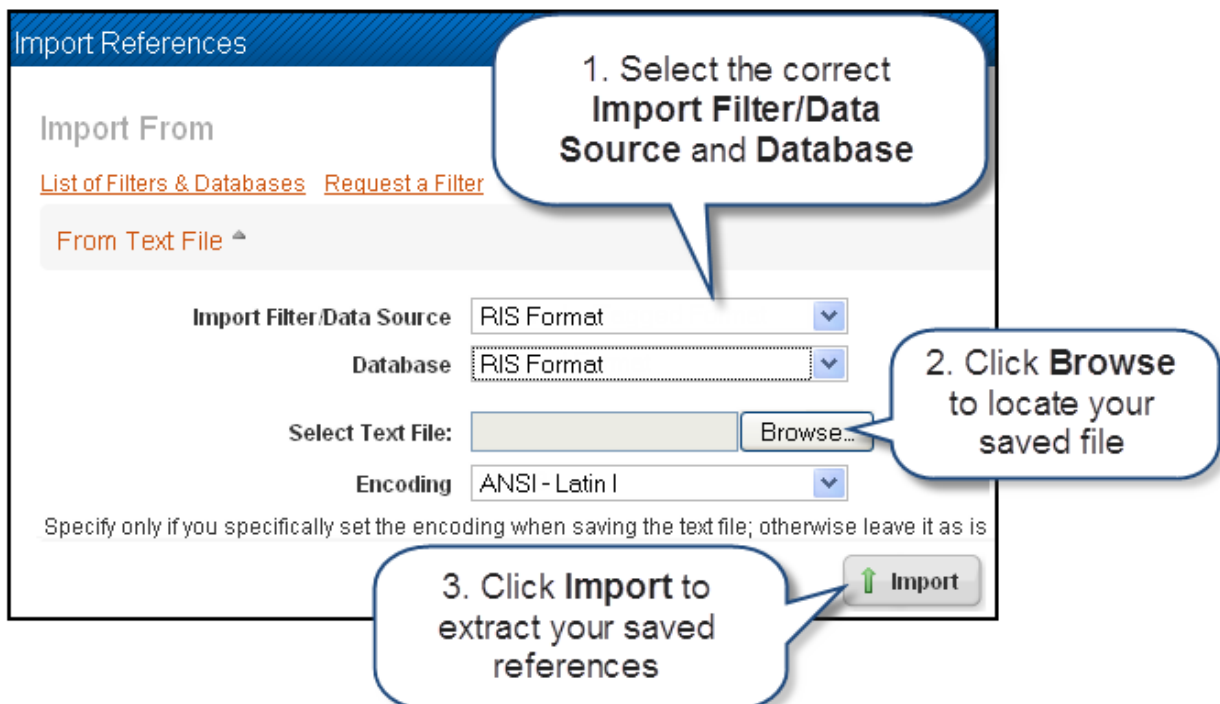 Import References
1. Select the correct
Import Filter/Data
Source and Database
Import From
List of Filters & Databases Request a Filter
From Text File
Import Filter/Data Source RIS Format
Database RIS Format
2. Click Browse
to locate your
saved file
Select Text File: Browse...
Encoding ANSI - Latin I
Specify only if you specifically set the encoding when saving the text file; otherwise leave it as is
3. Click Import to
extract your saved
references
Import